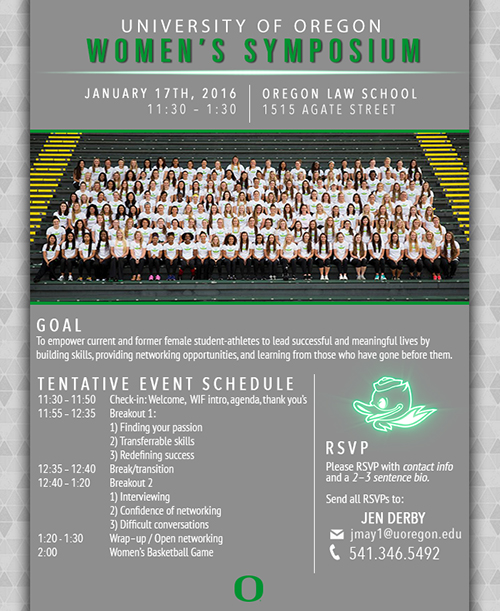 UNIVERSITY OF OREGON
WOMEN'S SYMPOSIUM
JANUARY 17TH, 2016
11:30 - 1:30
OREGON LAW SCHOOL
1515 AGATE STREET
GOAL
To empower current and former female student-athletes to lead successful and meaningful lives by
building skills, providing networking opportunities, and learning from those who have gone before them.
TENTATIVE EVENT SCHEDULE
11:30 - 11:50 Check-in: Welcome, WIF intro, agenda, thank you's
11:55 - 12:35 Breakout 1:
1) Finding your passion
2) Transferrable skills
3) Redefining success
12:35 - 12:40 Break/transition
12:40 - 1:20 Breakout 2
1) Interviewing
2) Confidence of networking
3) Difficult conversations
1:20 - 1:30 Wrap-up / Open networking
2:00 Women's Basketball Game
RSVP
Please RSVP with contact info
and a 2-3 sentence bio.
Send all RSVPs to:
JEN DERBY
jmay1@uoregon.edu
541.346.5492
O